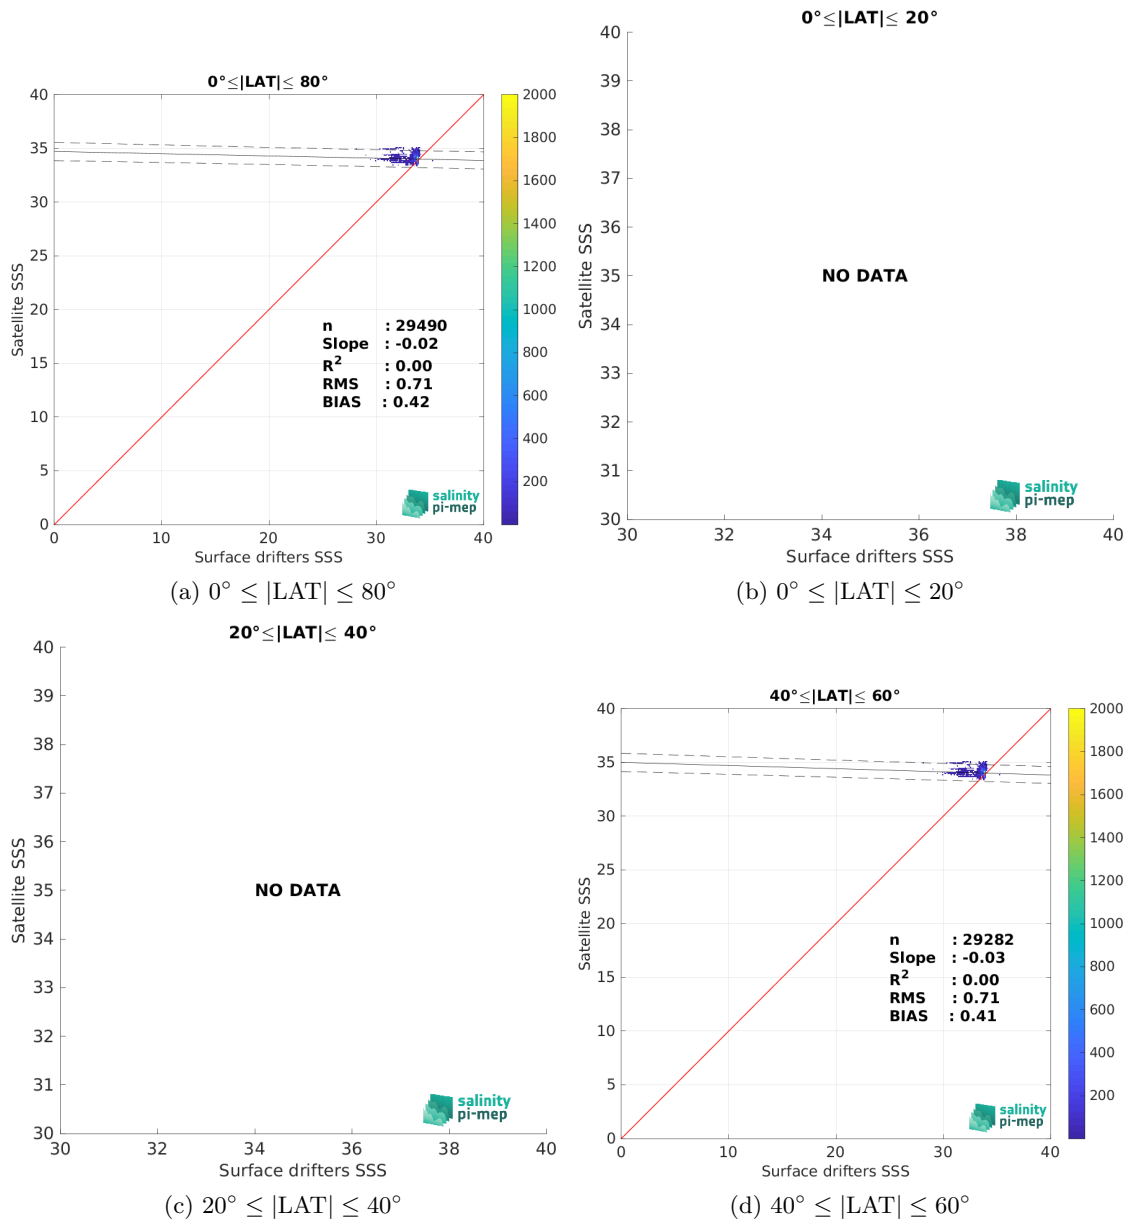 0°≤|LAT|≤ 80°
40
35
30
25
20
15
10
5
0
0
10
20
30
40
Satellite SSS
Surface drifters SSS
n : 29490
Slope : -0.02
R² : 0.00
RMS : 0.71
BIAS : 0.42
salinity
pi-mep
2000
1800
1600
1400
1200
1000
800
600
400
200
(a) 0° ≤ |LAT| ≤ 80°
0°≤|LAT|≤ 20°
40
39
38
37
36
35
34
33
32
31
30
30
32
34
36
38
40
Satellite SSS
Surface drifters SSS
NO DATA
salinity
pi-mep
(b) 0° ≤ |LAT| ≤ 20°
20°≤|LAT|≤ 40°
40
39
38
37
36
35
34
33
32
31
30
30
32
34
36
38
40
Satellite SSS
Surface drifters SSS
NO DATA
salinity
pi-mep
(c) 20° ≤ |LAT| ≤ 40°
40°≤|LAT|≤ 60°
40
35
30
25
20
15
10
5
0
0
10
20
30
40
Satellite SSS
Surface drifters SSS
n : 29282
Slope : -0.03
R² : 0.00
RMS : 0.71
BIAS : 0.41
salinity
pi-mep
2000
1800
1600
1400
1200
1000
800
600
400
200
(d) 40° ≤ |LAT| ≤ 60°